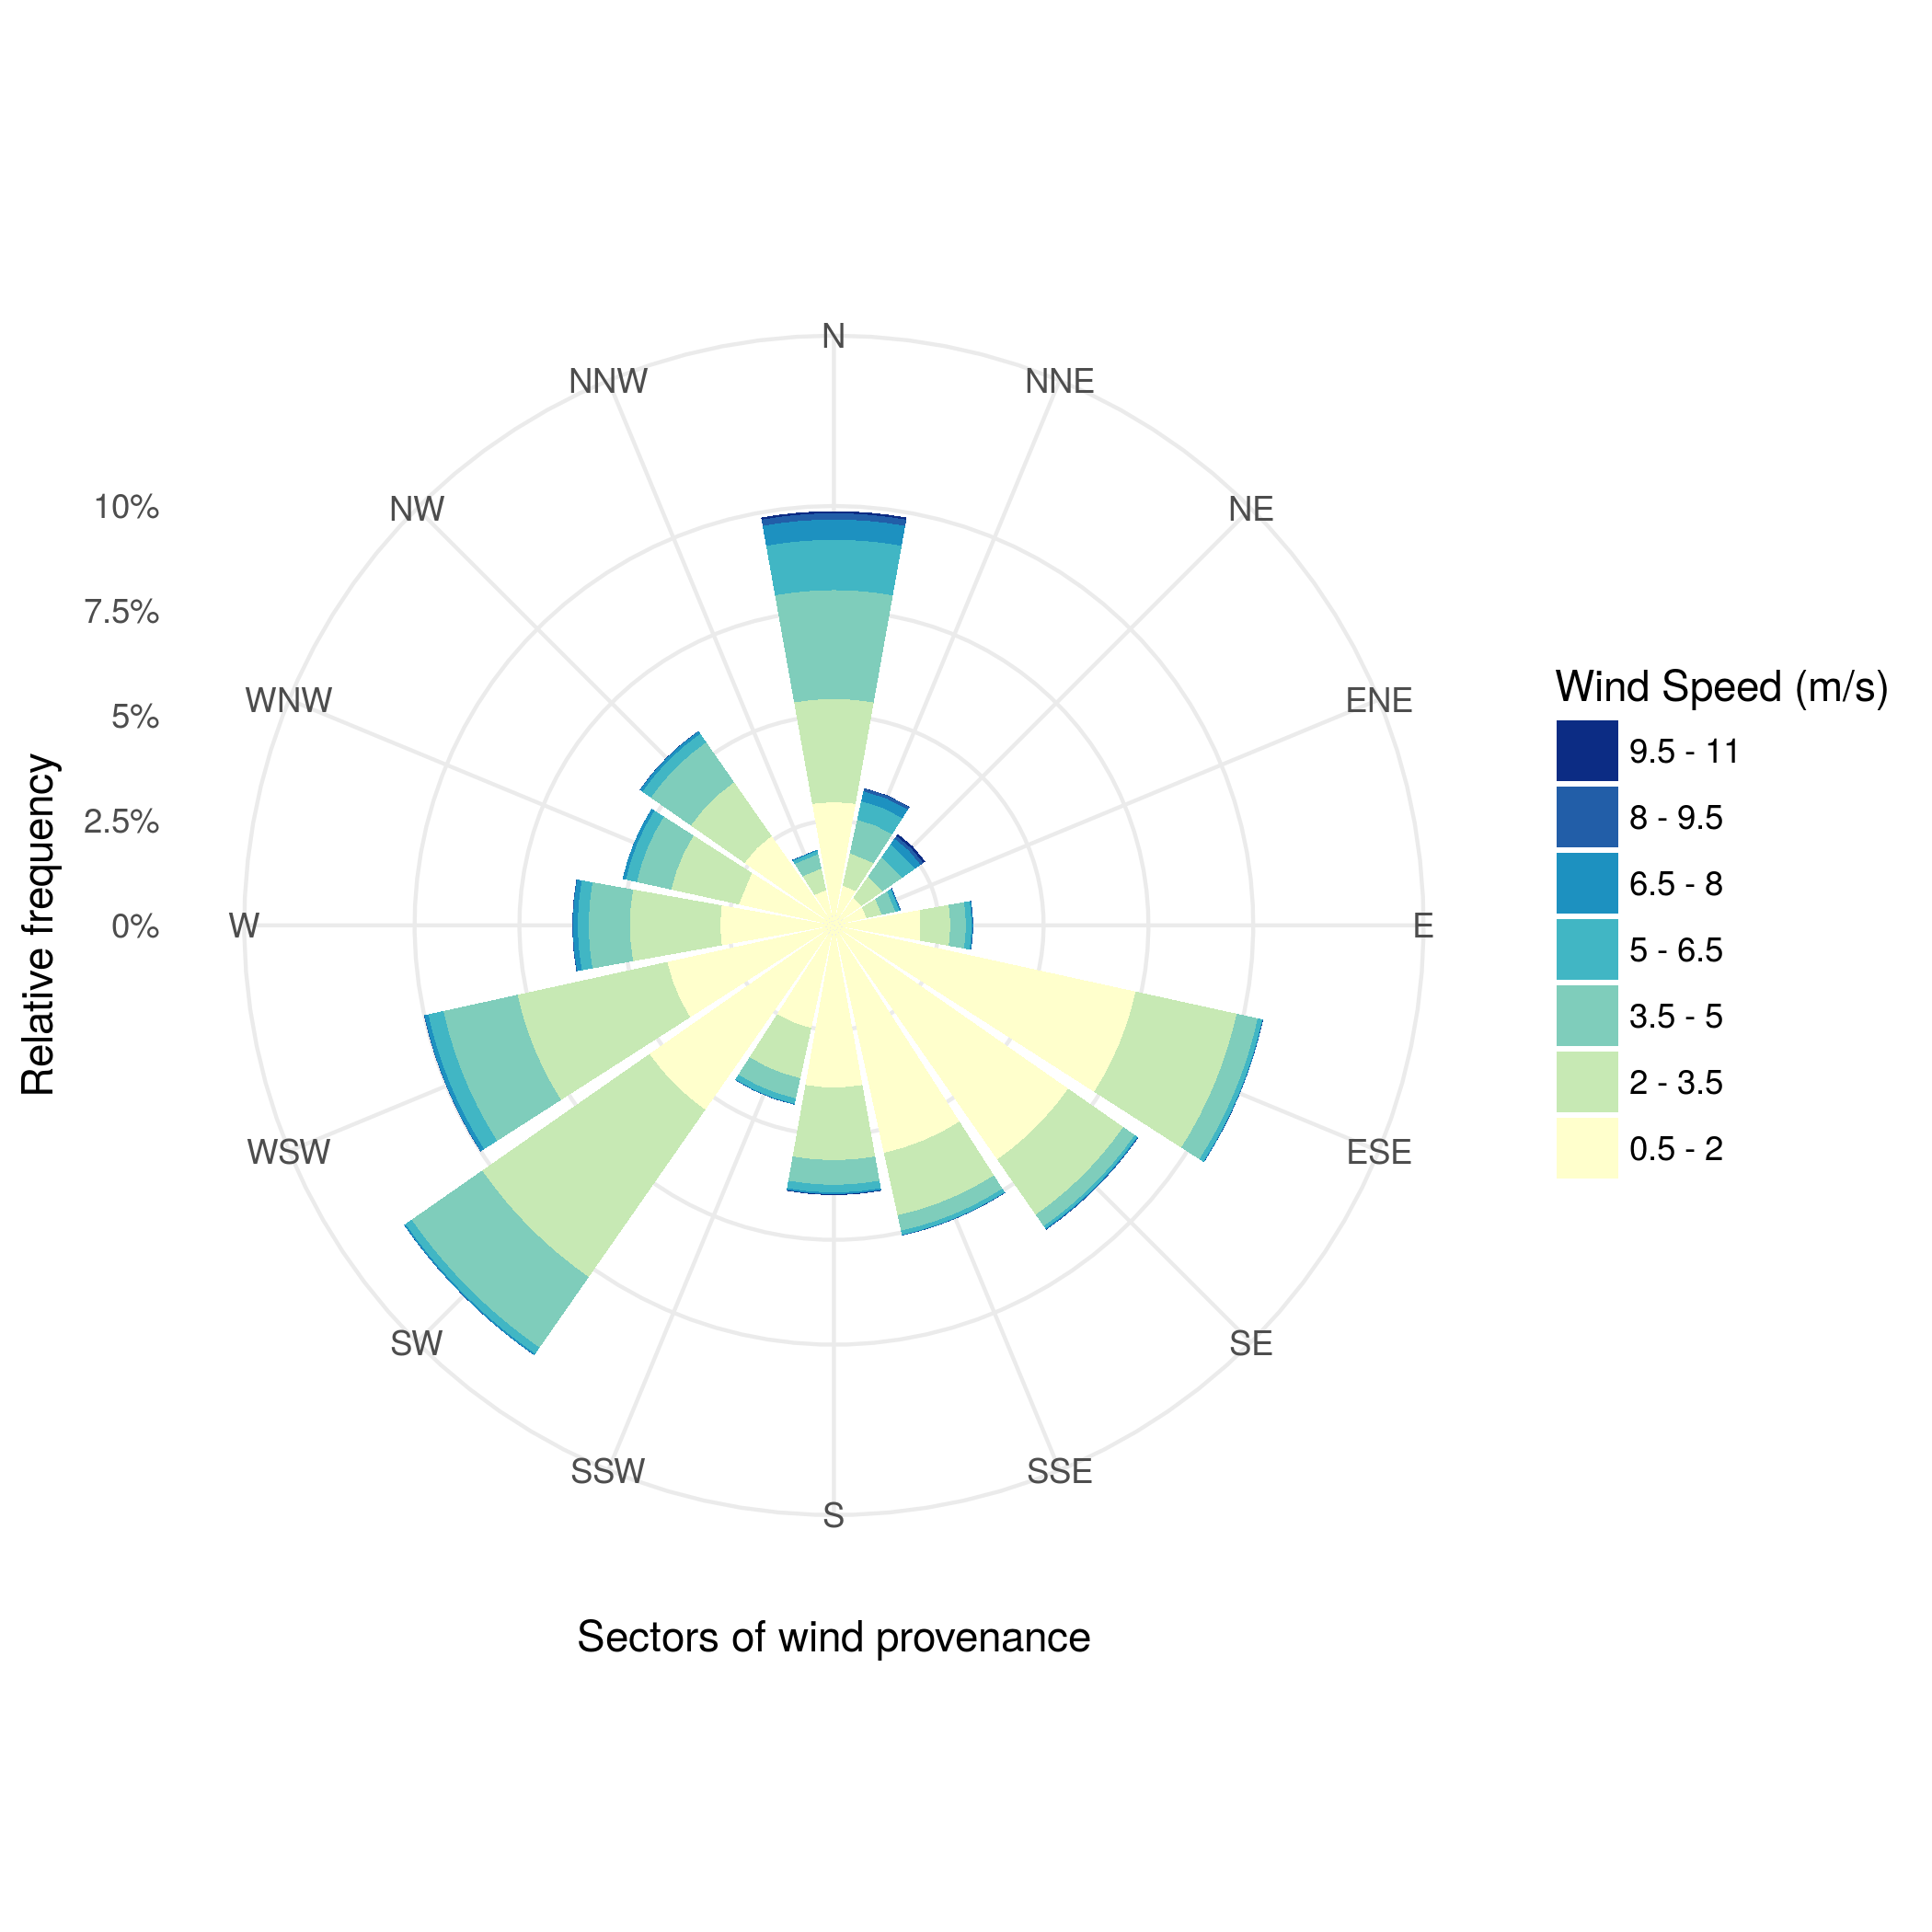 N
NNW
NNE
NW
NE
10%
7.5%
WNW
5%
ENE
2.5%
W
0%
E
WSW
ESE
SW
SE
SSW
SSE
S
Relative frequency
Sectors of wind provenance
Wind Speed (m/s)
9.5 - 11
8 - 9.5
6.5 - 8
5 - 6.5
3.5 - 5
2 - 3.5
0.5 - 2